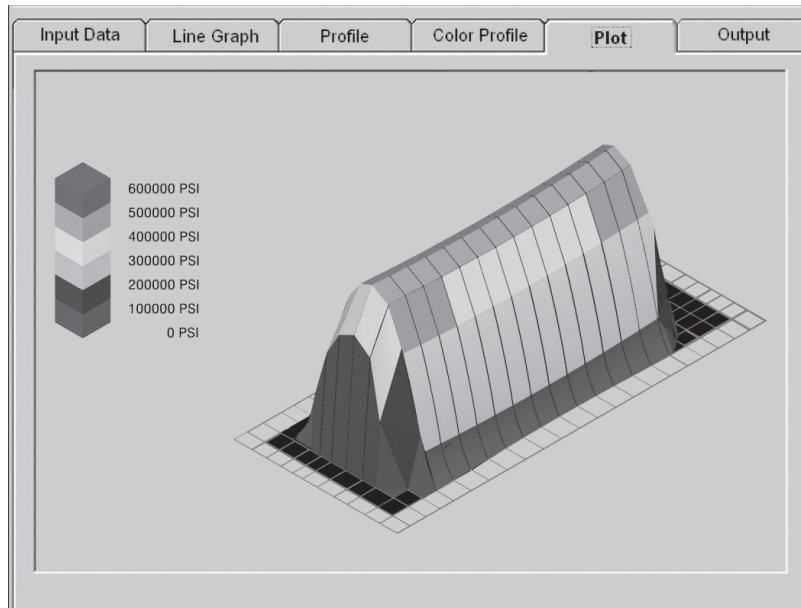 Input Data
Line Graph
Profile
Color Profile
Plot
Output
600000 PSI
500000 PSI
400000 PSI
300000 PSI
200000 PSI
100000 PSI
0 PSI